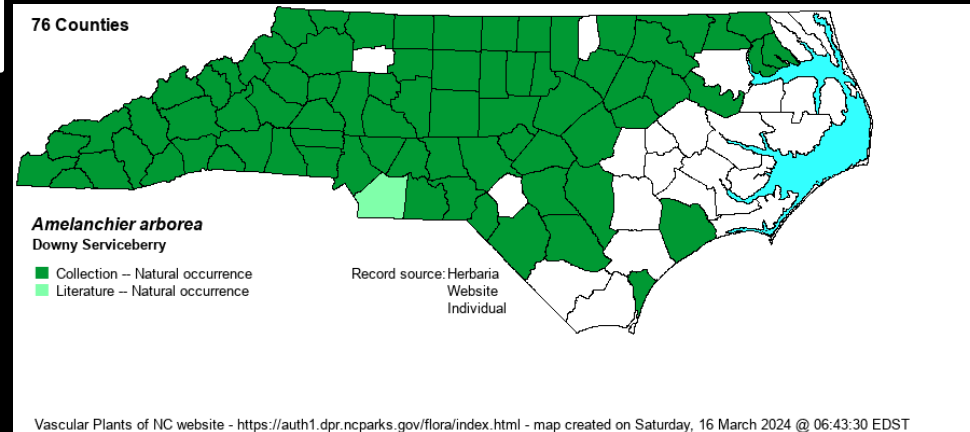 76 Counties
Amelanchier arborea
Downy Serviceberry
Collection -- Natural occurrence
Literature -- Natural occurrence
Record source: Herbaria
Website
Individual
Vascular Plants of NC website - https://auth1.dpr.ncparks.gov/flora/index.html - map created on Saturday, 16 March 2024 @ 06:43:30 EDST